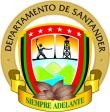 DEPARTAMENTO DE SANTANDER
SIEMPRE ADELANTE